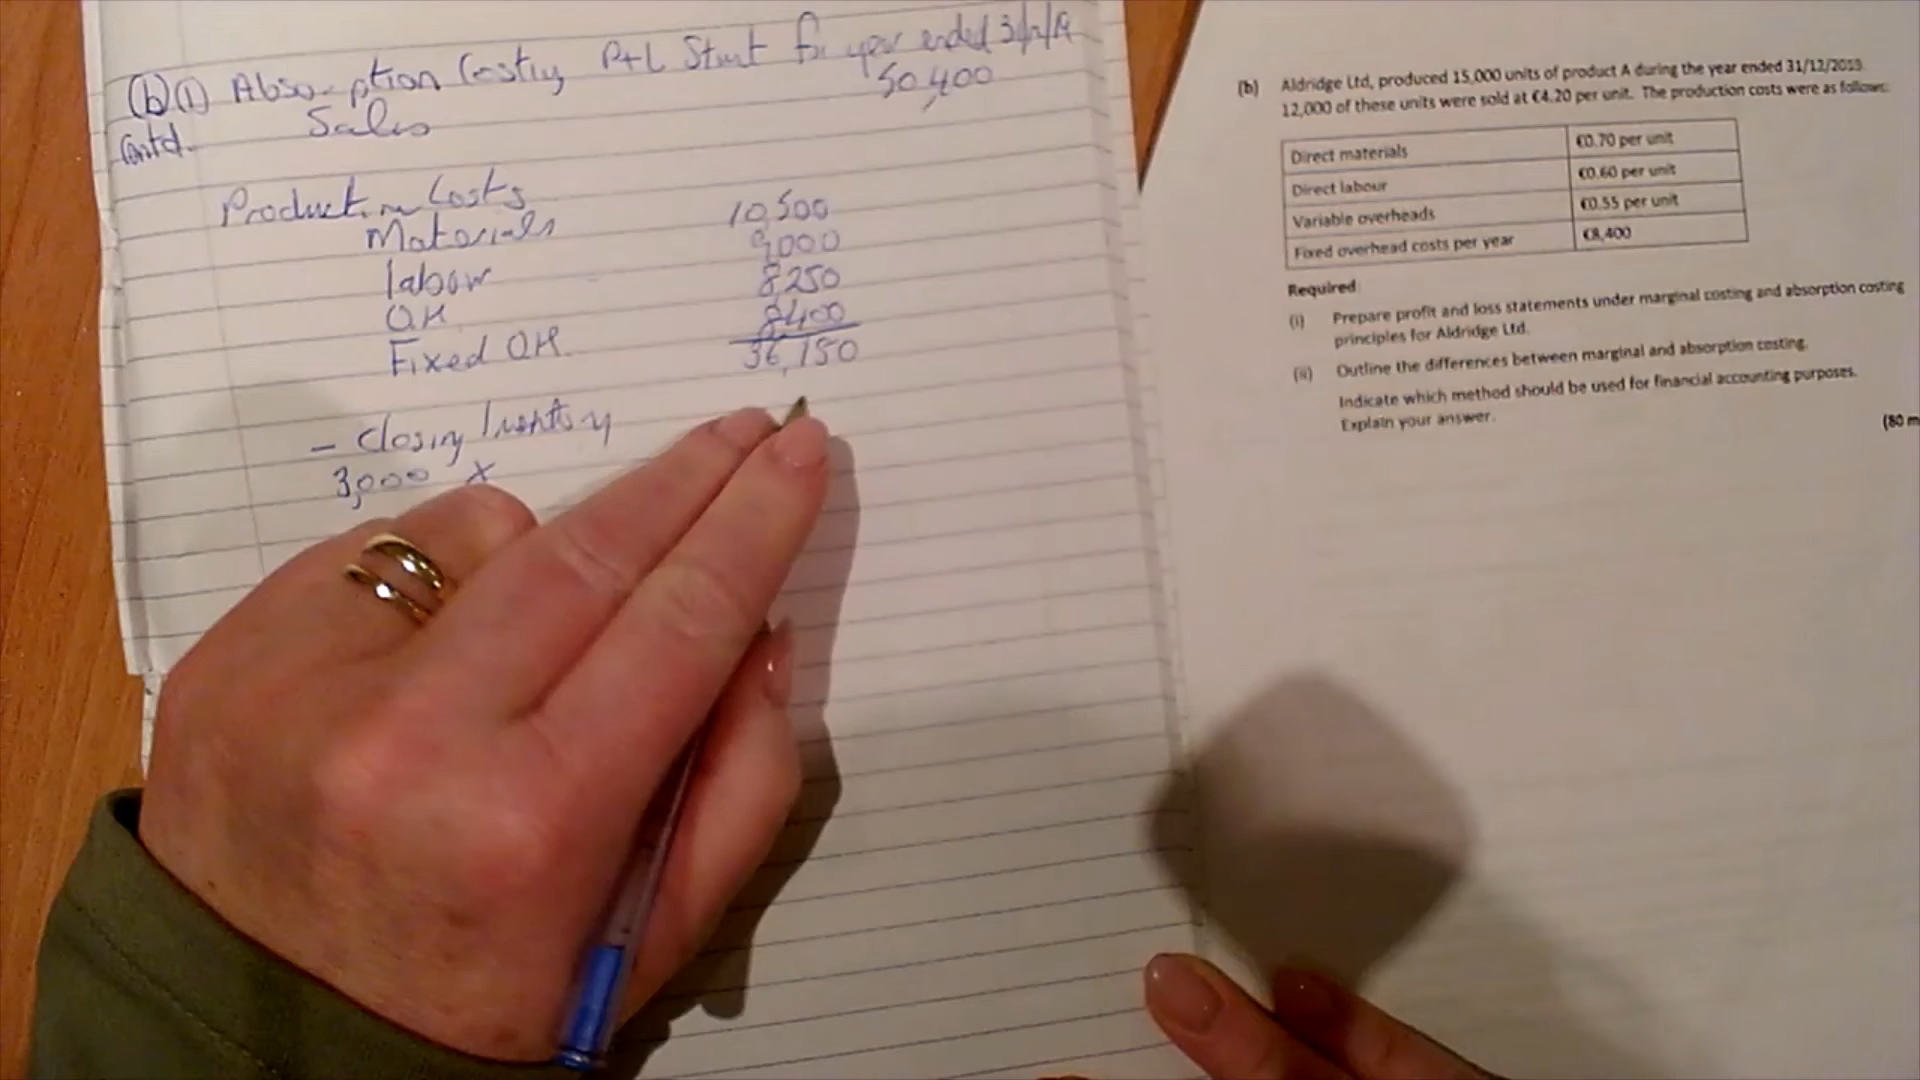 (b)(1) Absorption Costing P+L Stmt for year ended 31/12/19
Contd.
Sales 50,400
Production Costs
Materials 10,500
labour 9,000
OH 8250
Fixed OH 8400
36,150
- Closing Inventory
3,000 x
(b) Aldridge Ltd, produced 15,000 units of product A during the year ended 31/12/2019.
12,000 of these units were sold at €4.20 per unit. The production costs were as follows:
Direct materials €0.70 per unit
Direct labour €0.60 per unit
Variable overheads €0.55 per unit
Fixed overhead costs per year €8,400
Required
(i) Prepare profit and loss statements under marginal costing and absorption costing
principles for Aldridge Ltd.
(ii) Outline the differences between marginal and absorption costing.
Indicate which method should be used for financial accounting purposes.
Explain your answer.
(80 m